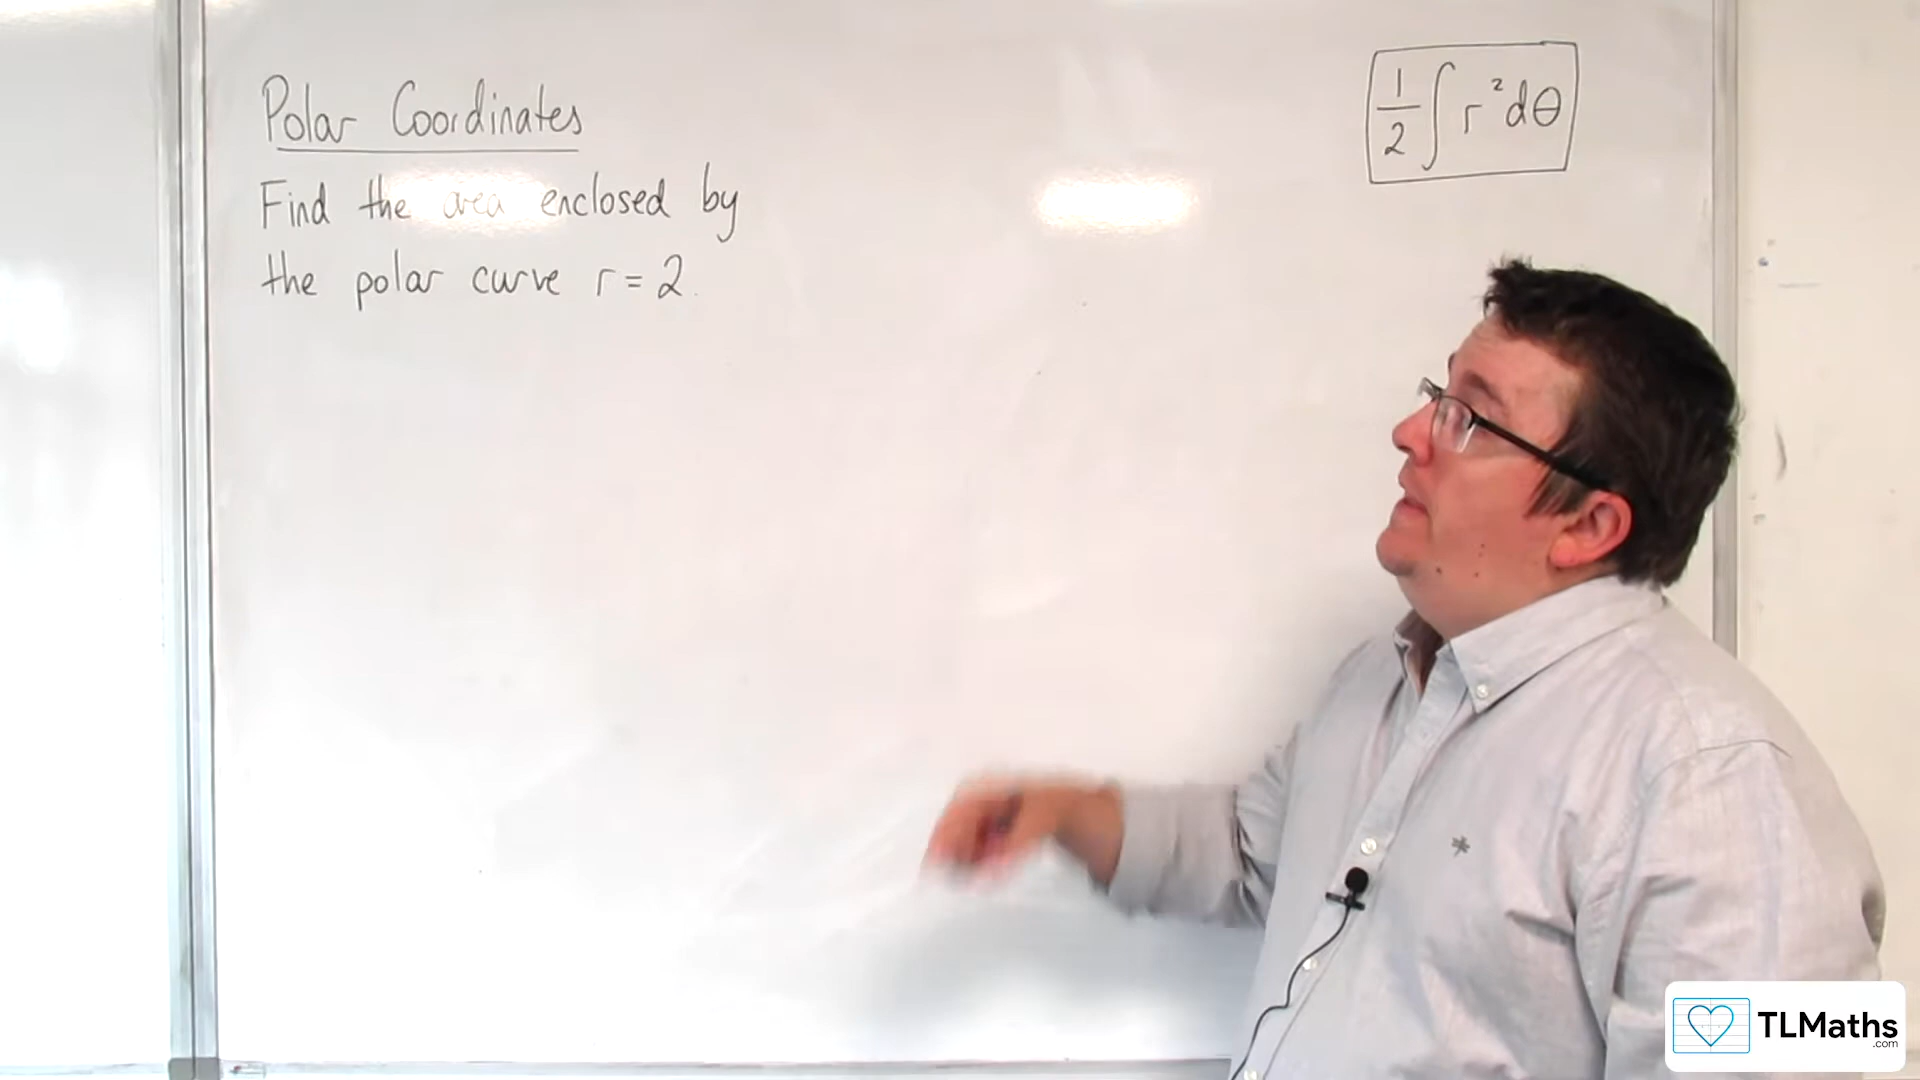 Polar Coordinates
Find the area enclosed by
the polar curve r = 2.
1/2 ∫ r² dθ
TLMaths
.com